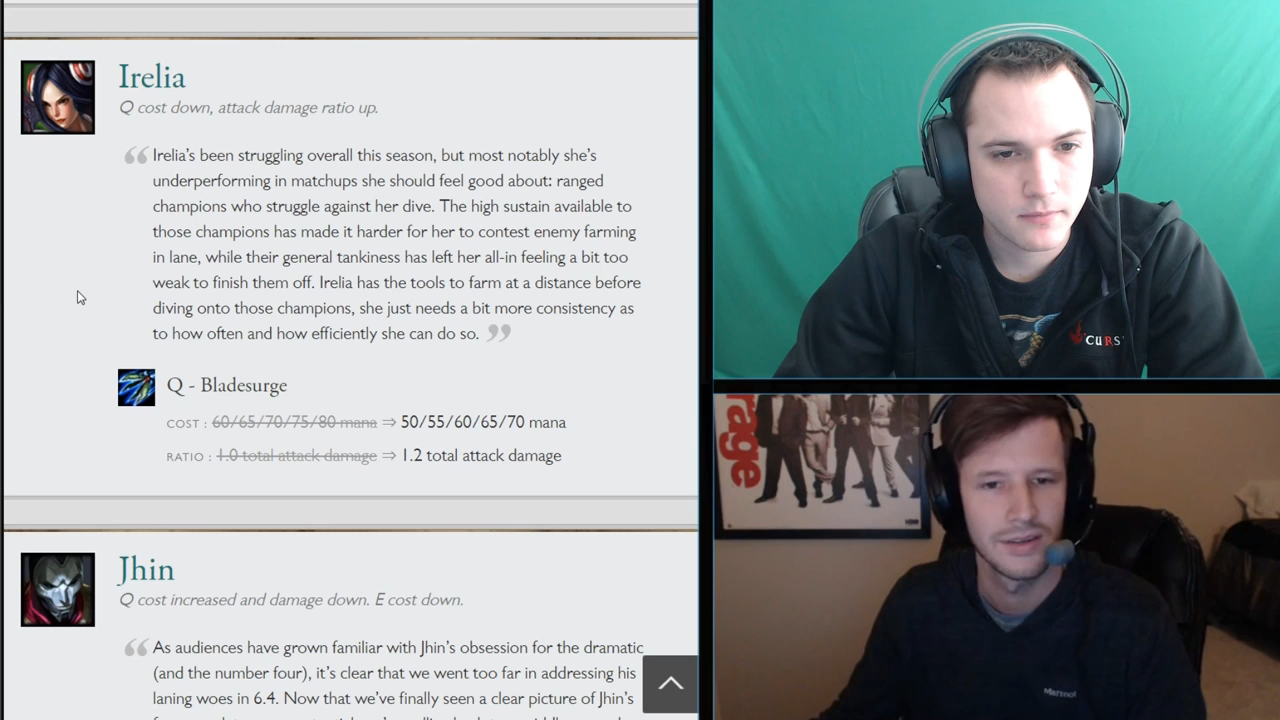 Irelia
Q cost down, attack damage ratio up.
“ Irelia’s been struggling overall this season, but most notably she’s
underperforming in matchups she should feel good about: ranged
champions who struggle against her dive. The high sustain available to
those champions has made it harder for her to contest enemy farming
in lane, while their general tankiness has left her all-in feeling a bit too
weak to finish them off. Irelia has the tools to farm at a distance before
diving onto those champions, she just needs a bit more consistency as
to how often and how efficiently she can do so. ”
Q - Bladesurge
COST : 60/65/70/75/80 mana ⇒ 50/55/60/65/70 mana
RATIO : 1.0 total attack damage ⇒ 1.2 total attack damage
Jhin
Q cost increased and damage down. E cost down.
“ As audiences have grown familiar with Jhin’s obsession for the dramatic
(and the number four), it’s clear that we went too far in addressing his
laning woes in 6.4. Now that we’ve finally seen a clear picture of Jhin’s
CURS
rage
HBO
Marmot